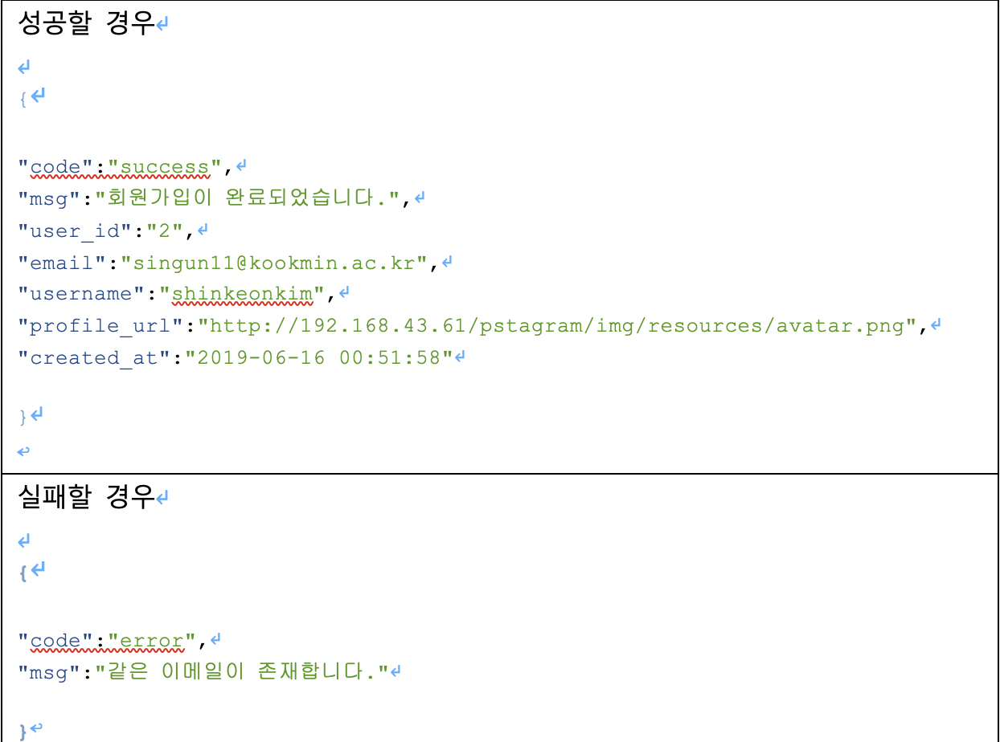 성공할 경우
{
"code":"success",
"msg":"회원가입이 완료되었습니다.",
"user_id":"2",
"email":"singun11@kookmin.ac.kr",
"username":"shinkeonkim",
"profile_url":"http://192.168.43.61/pstagram/img/resources/avatar.png",
"created_at":"2019-06-16 00:51:58"
}
실패할 경우
{
"code":"error",
"msg":"같은 이메일이 존재합니다."
}